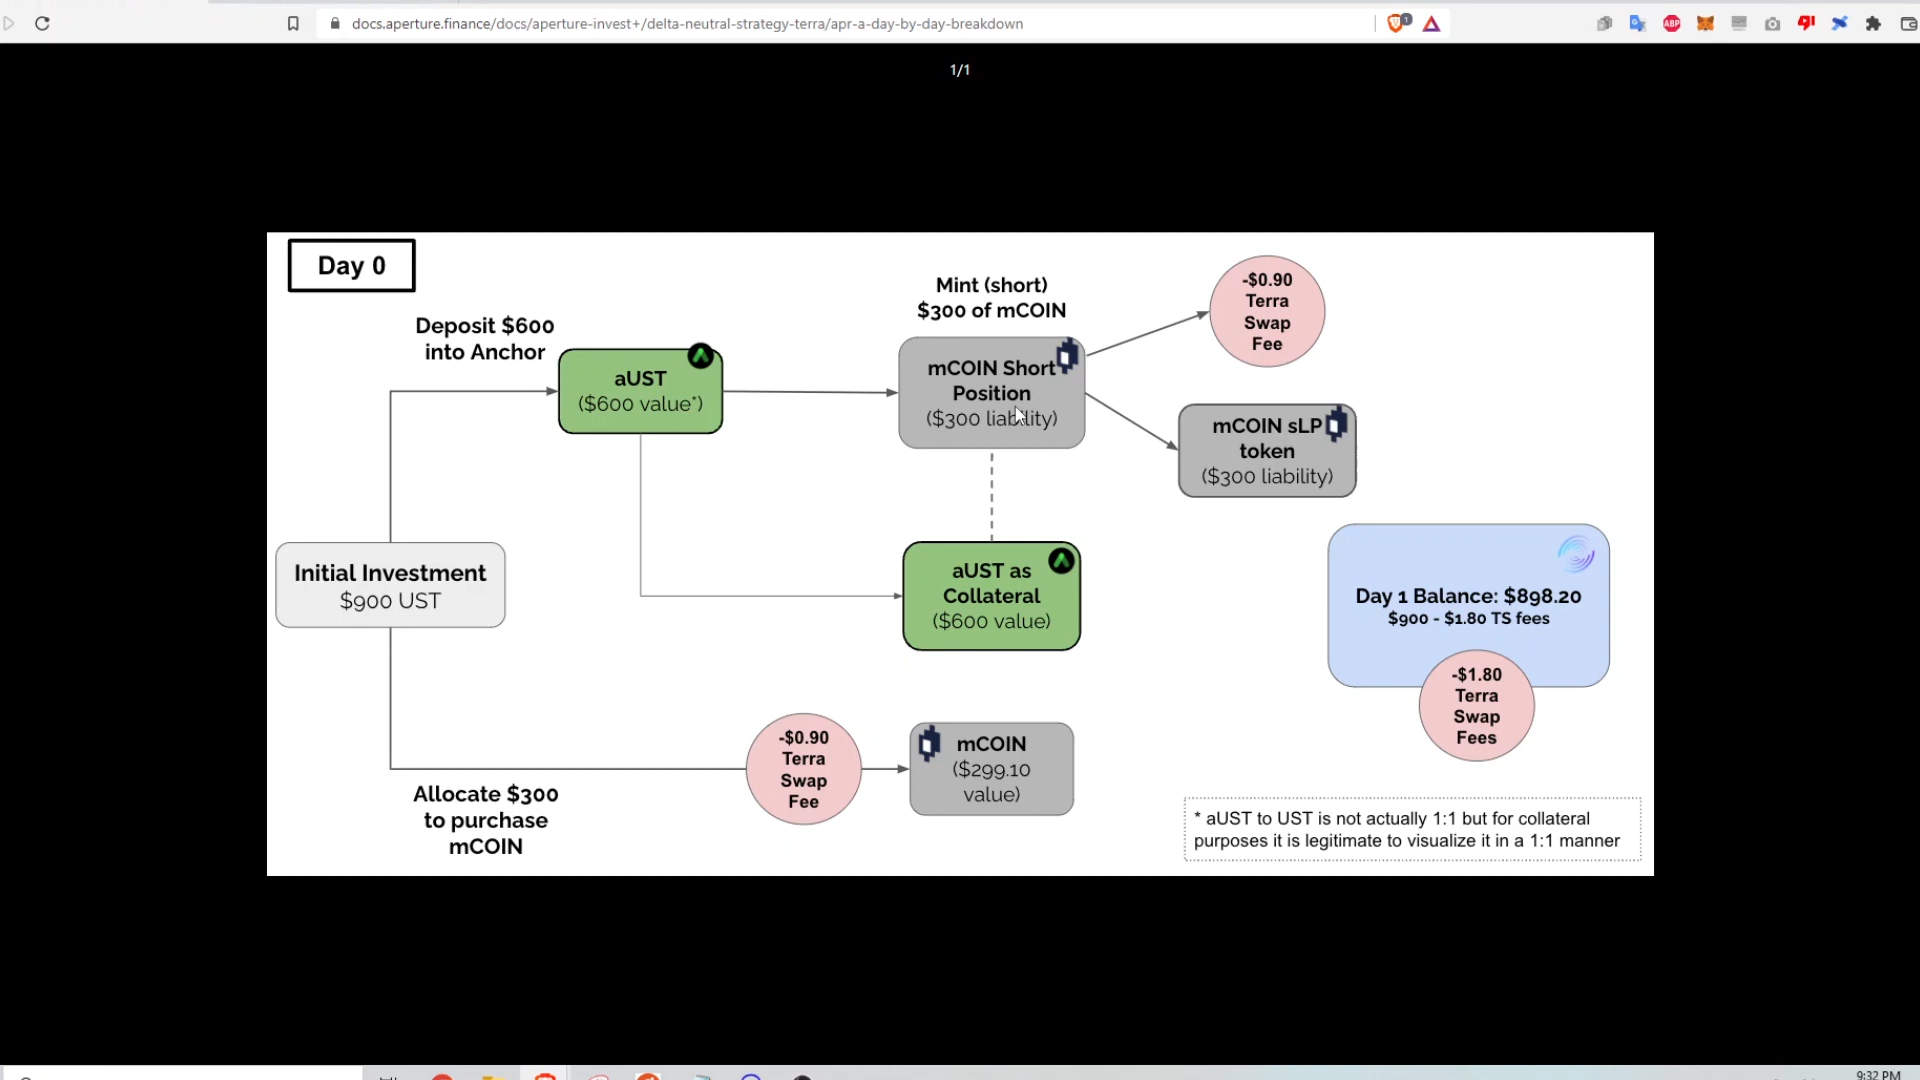 docs.aperture.finance/docs/aperture-invest+/delta-neutral-strategy-terra/apr-a-day-by-day-breakdown
1
ABP
1/1
Day 0
Deposit $600
into Anchor
aUST
($600 value*)
Mint (short)
$300 of mCOIN
mCOIN Short
Position
($300 liability)
-$0.90
Terra
Swap
Fee
mCOIN sLP
token
($300 liability)
Initial Investment
$900 UST
aUST as
Collateral
($600 value)
Day 1 Balance: $898.20
$900 - $1.80 TS fees
-$1.80
Terra
Swap
Fees
-$0.90
Terra
Swap
Fee
mCOIN
($299.10
value)
Allocate $300
to purchase
mCOIN
* aUST to UST is not actually 1:1 but for collateral
purposes it is legitimate to visualize it in a 1:1 manner
9:32 PM